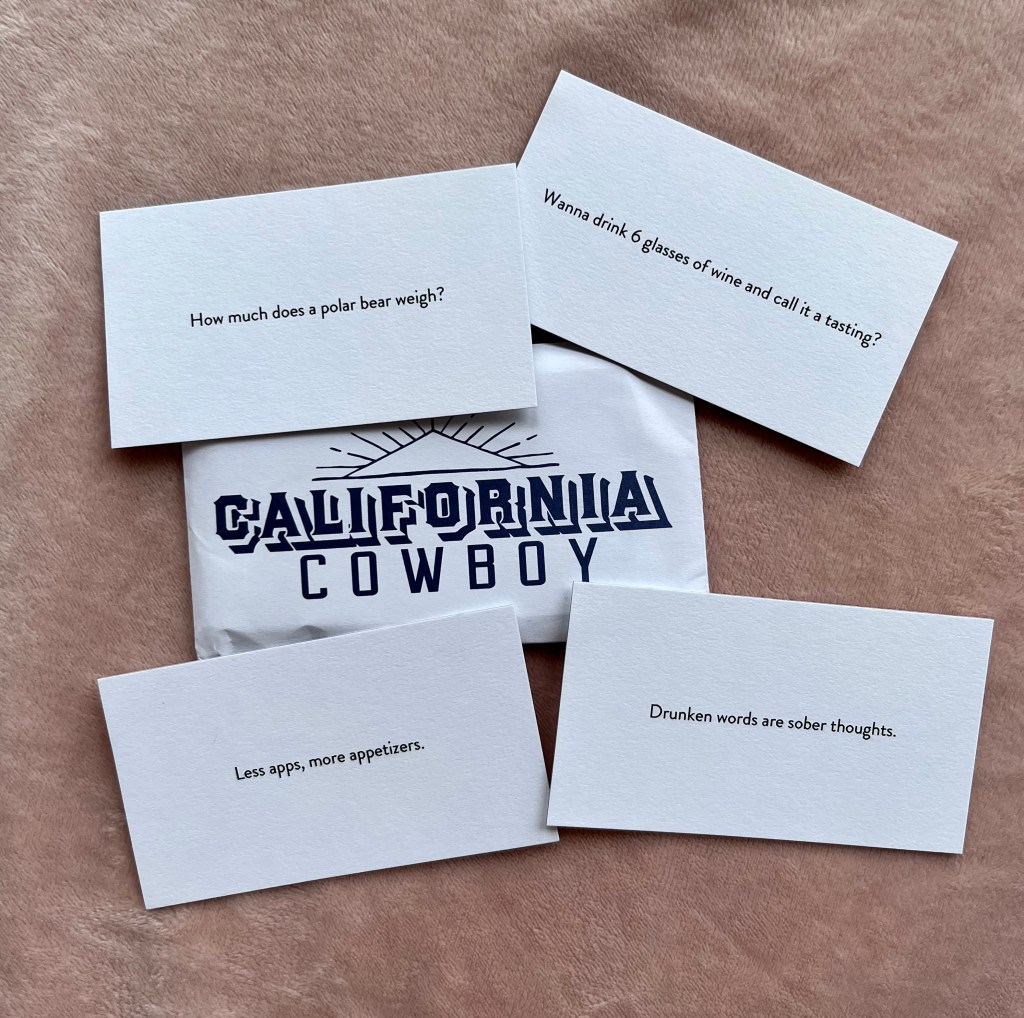 How much does a polar bear weigh?
Wanna drink 6 glasses of wine and call it a tasting?
CALIFORNIA
COWBOY
Less apps, more appetizers.
Drunken words are sober thoughts.